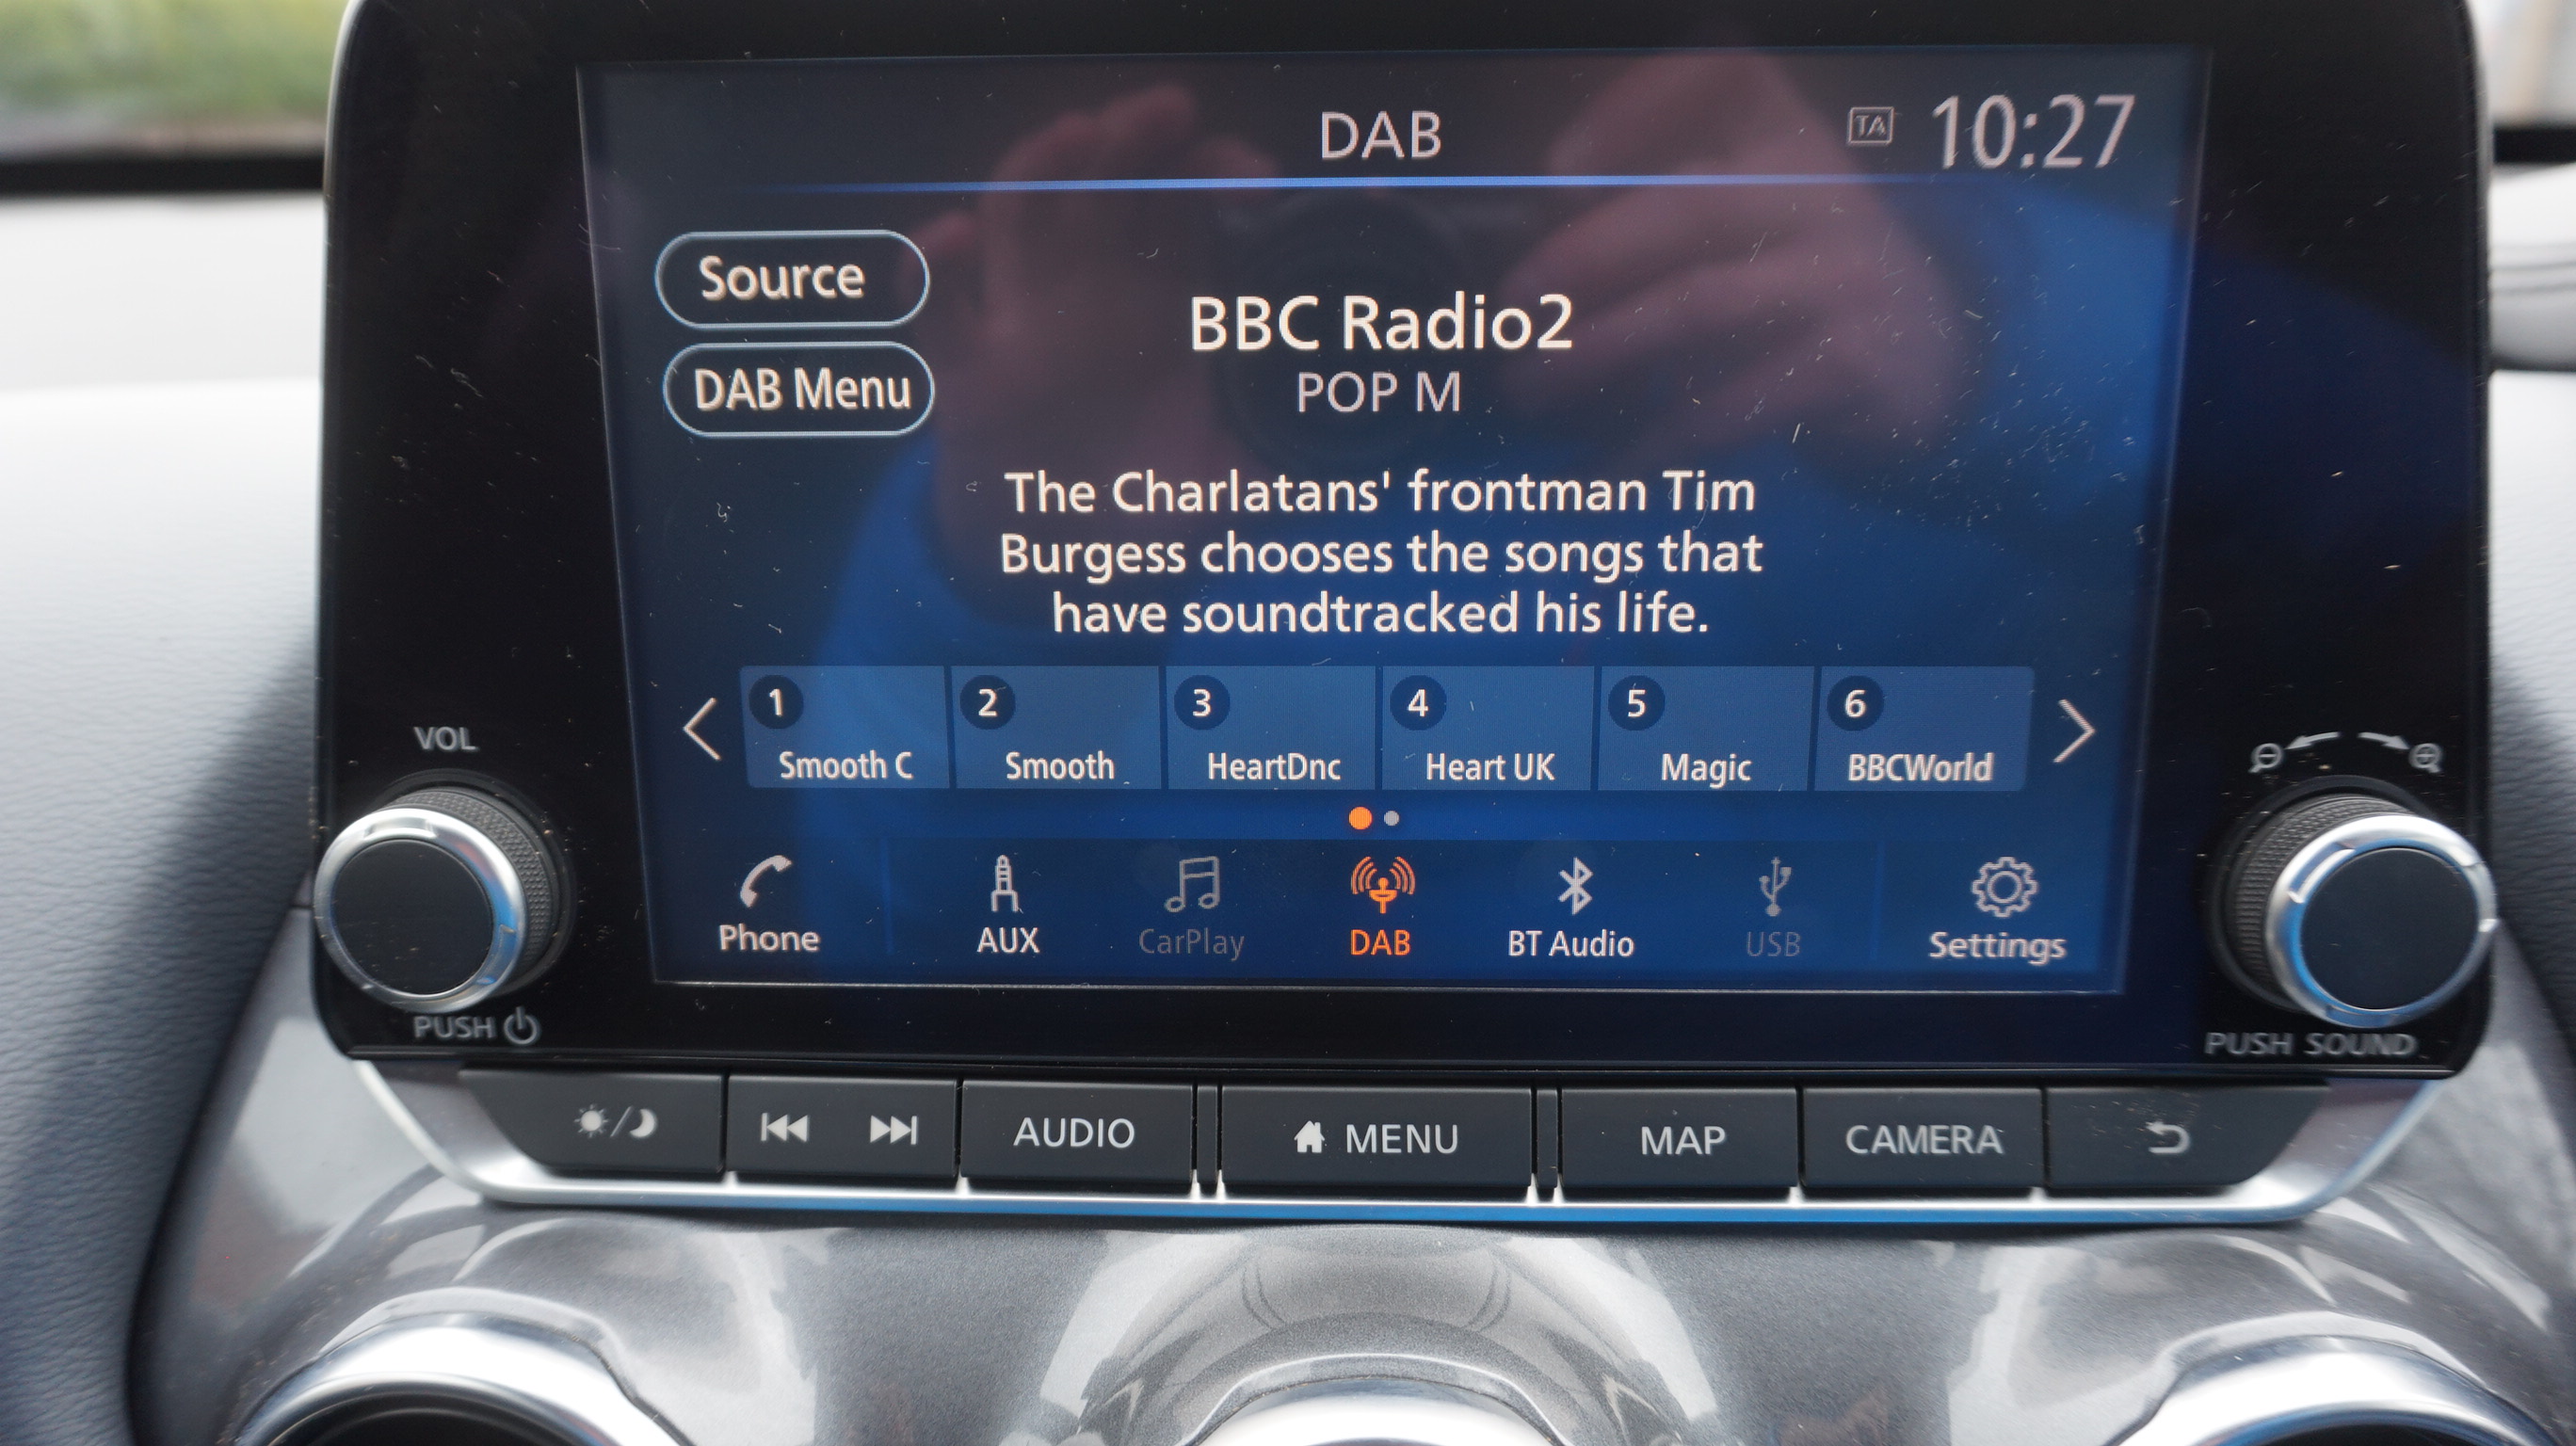 DAB
TA 10:27
Source
DAB Menu
BBC Radio2
POP M
The Charlatans' frontman Tim
Burgess chooses the songs that
have soundtracked his life.
1 2 3 4 5 6
Smooth C Smooth HeartDnc Heart UK Magic BBCWorld
Phone AUX CarPlay DAB BT Audio USB Settings
VOL
PUSH
PUSH SOUND
AUDIO MENU MAP CAMERA